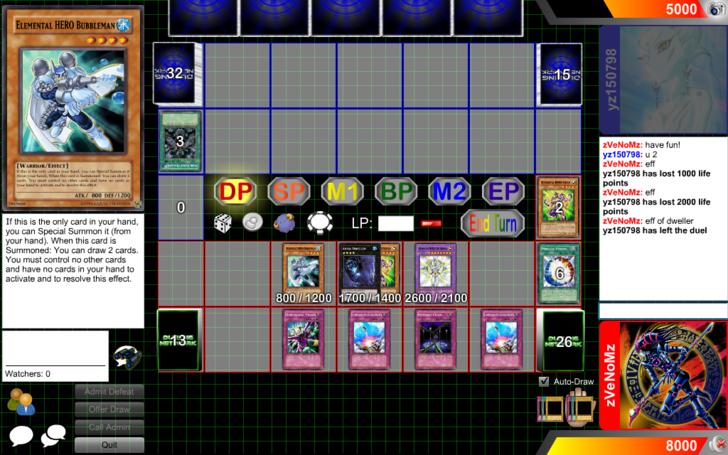 Elemental HERO Bubbleman
[Warrior/Effect]
ATK/ 800 DEF/1200
If this is the only card in your hand,
you can Special Summon it (from
your hand). When this card is
Summoned: You can draw 2 cards.
You must control no other cards
and have no cards in your hand to
activate and to resolve this effect.
Watchers: 0
Admit Defeat
Offer Draw
Call Admin
Quit
32
15
3
0
DP
SP
M1
BP
M2
EP
LP:
End Turn
2
6
800 / 1200
1700 / 1400
2600 / 2100
13
26
Auto-Draw
5000
yz150798
zVeNoMz: have fun!
yz150798: u 2
zVeNoMz: eff
yz150798 has lost 1000 life
points
zVeNoMz: eff
yz150798 has lost 2000 life
points
zVeNoMz: eff of dweller
yz150798 has left the duel
zVeNoMz
8000